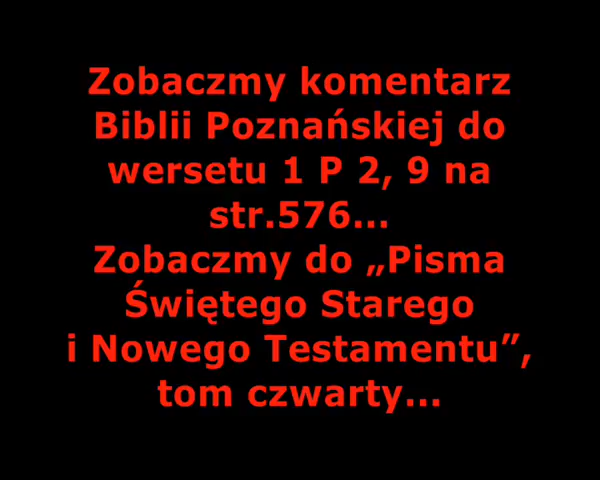 Zobaczmy komentarz
Biblii Poznańskiej do
wersetu 1 P 2, 9 na
str.576...
Zobaczmy do „Pisma
Świętego Starego
i Nowego Testamentu”,
tom czwarty...